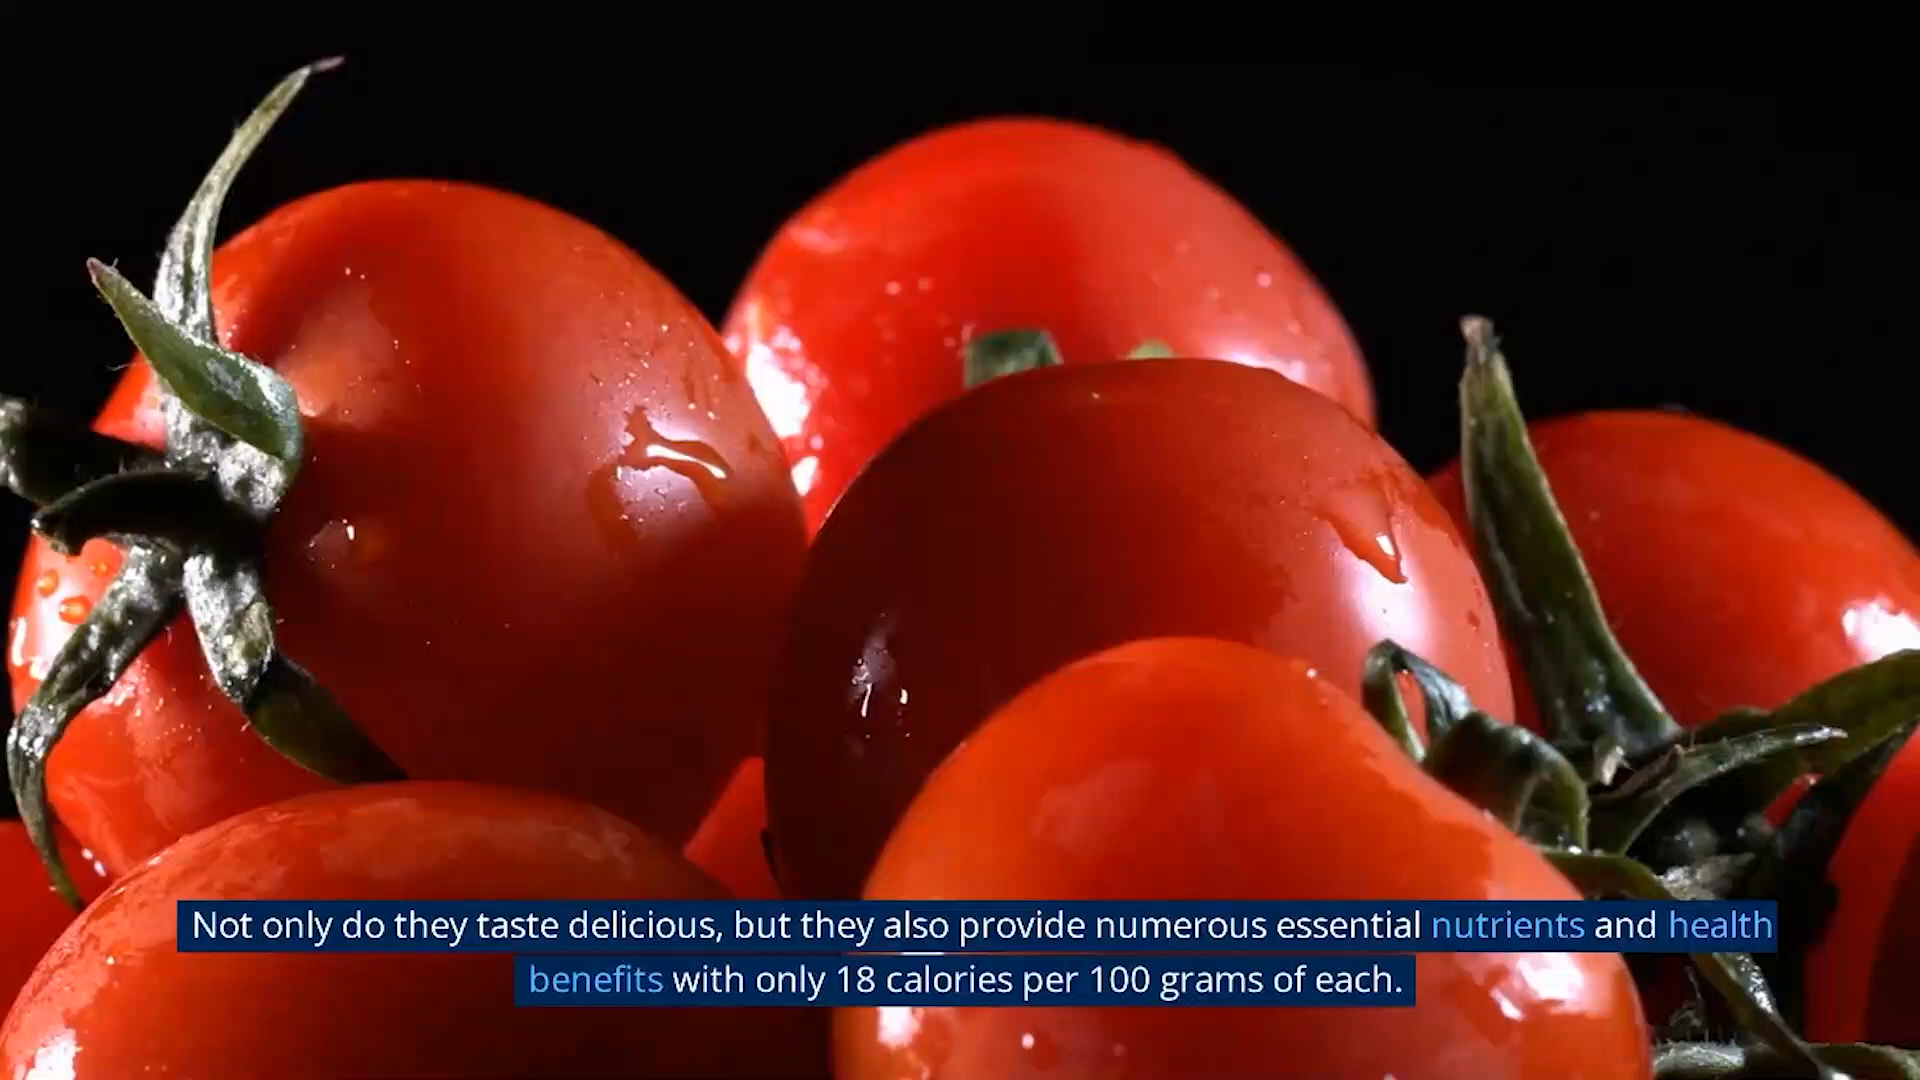 Not only do they taste delicious, but they also provide numerous essential nutrients and health
benefits with only 18 calories per 100 grams of each.